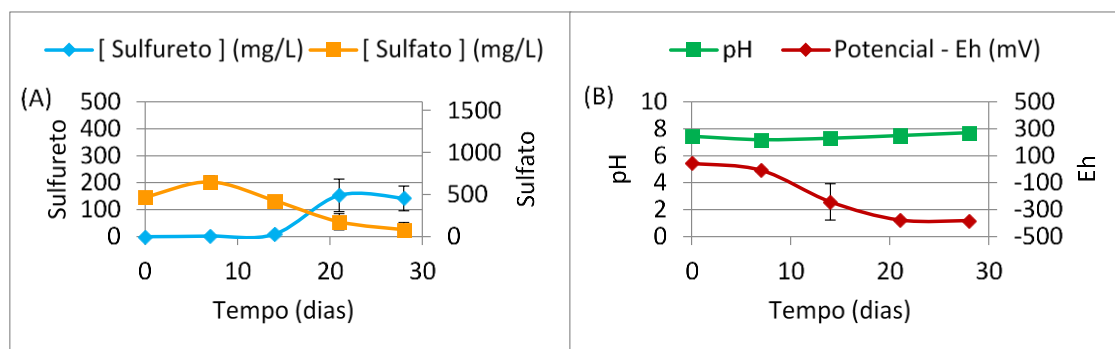 [ Sulfureto ] (mg/L) [ Sulfato ] (mg/L)
(A)
Sulfureto
500
400
300
200
100
0
Sulfato
1500
1000
500
0
0 10 20 30
Tempo (dias)
pH Potencial - Eh (mV)
(B)
pH
10
8
6
4
2
0
Eh
500
300
100
-100
-300
-500
0 10 20 30
Tempo (dias)